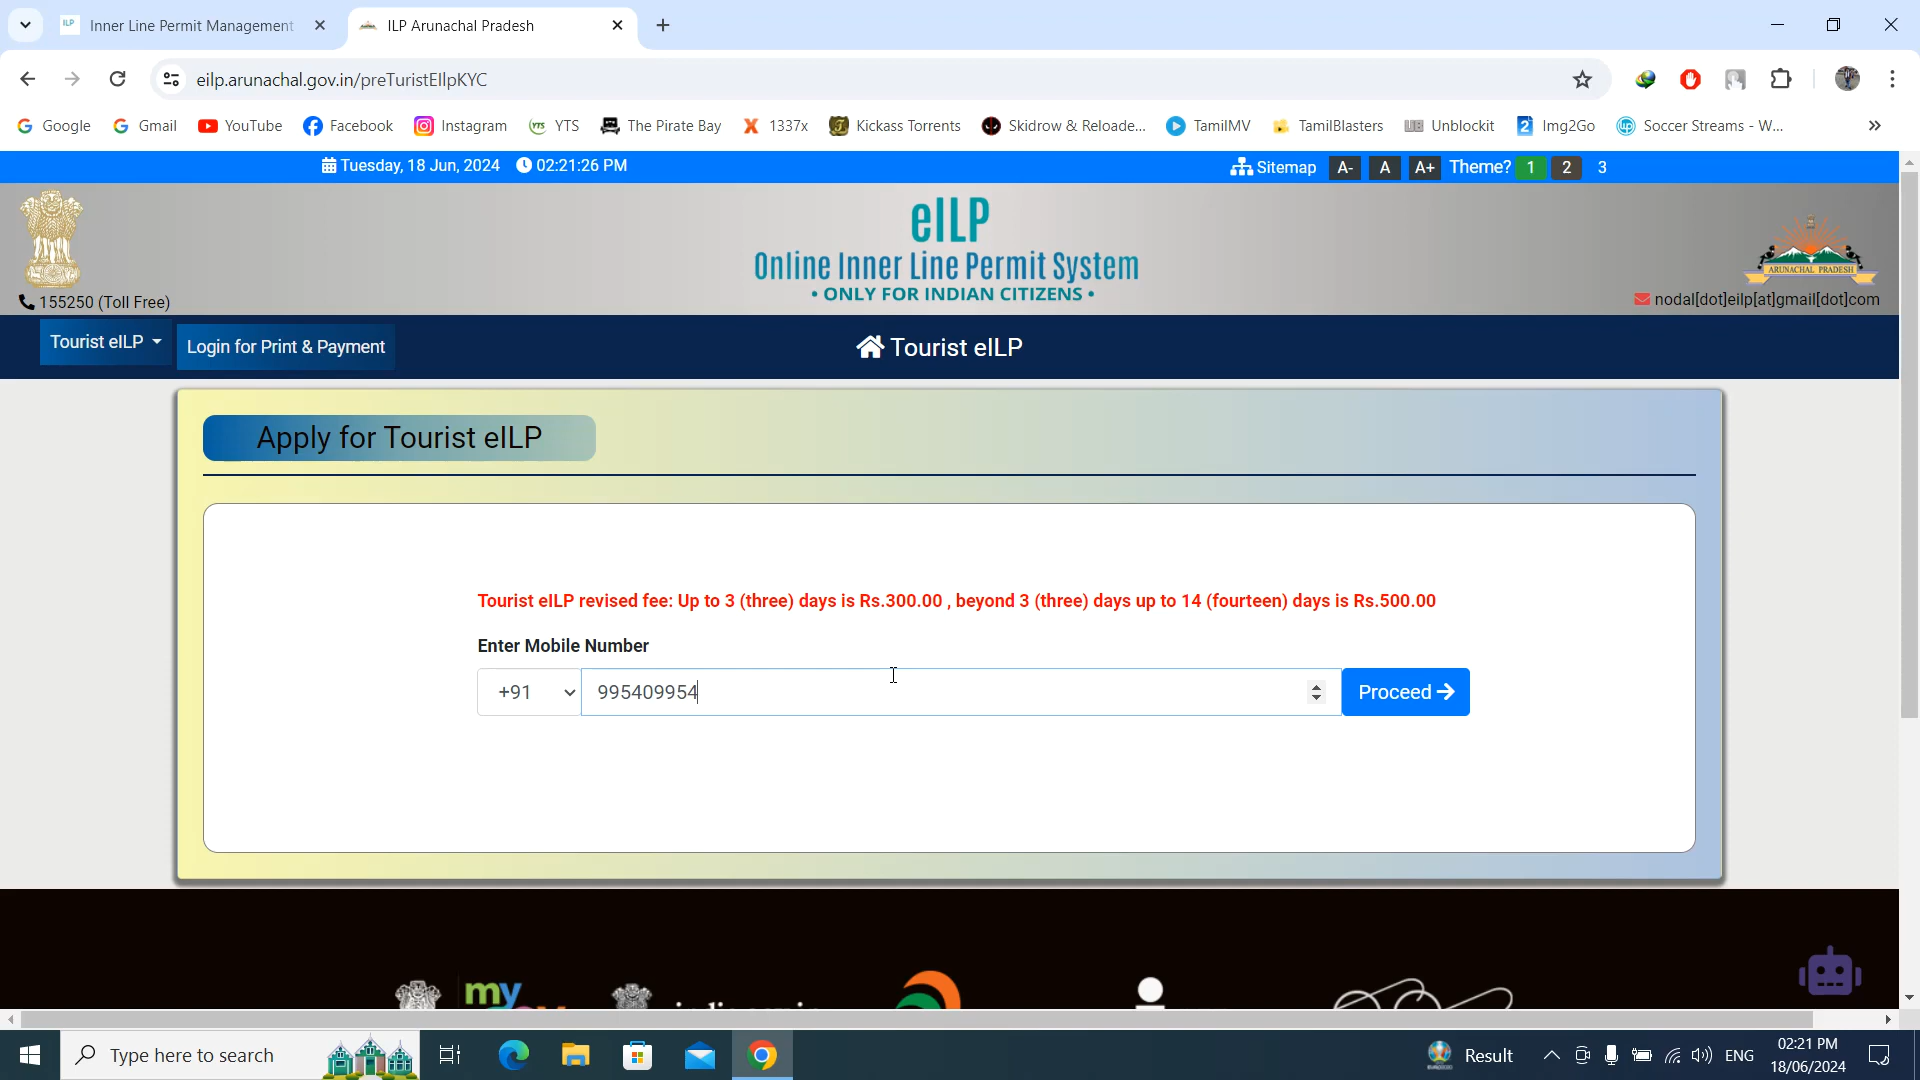 Inner Line Permit Management
ILP Arunachal Pradesh
eilp.arunachal.gov.in/preTuristEIlpKYC
Google Gmail YouTube Facebook Instagram YTS The Pirate Bay 1337x Kickass Torrents Skidrow & Reloade... TamilMV TamilBlasters Unblockit Img2Go Soccer Streams - W...
Tuesday, 18 Jun, 2024 02:21:26 PM Sitemap A- A A+ Theme? 1 2 3
eILP
Online Inner Line Permit System
• ONLY FOR INDIAN CITIZENS •
ARUNACHAL PRADESH
155250 (Toll Free)
nodal[dot]eilp[at]gmail[dot]com
Tourist eILP Login for Print & Payment Tourist eILP
Apply for Tourist eILP
Tourist eILP revised fee: Up to 3 (three) days is Rs.300.00 , beyond 3 (three) days up to 14 (fourteen) days is Rs.500.00
Enter Mobile Number
+91 995409954 Proceed
my
Type here to search
Result
ENG
02:21 PM
18/06/2024